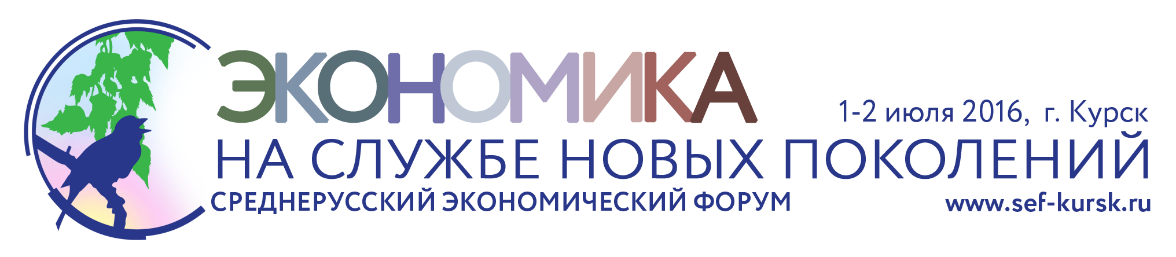 ЭКОНОМИКА
1-2 июля 2016, г. Курск
НА СЛУЖБЕ НОВЫХ ПОКОЛЕНИЙ
СРЕДНЕРУССКИЙ ЭКОНОМИЧЕСКИЙ ФОРУМ
www.sef-kursk.ru